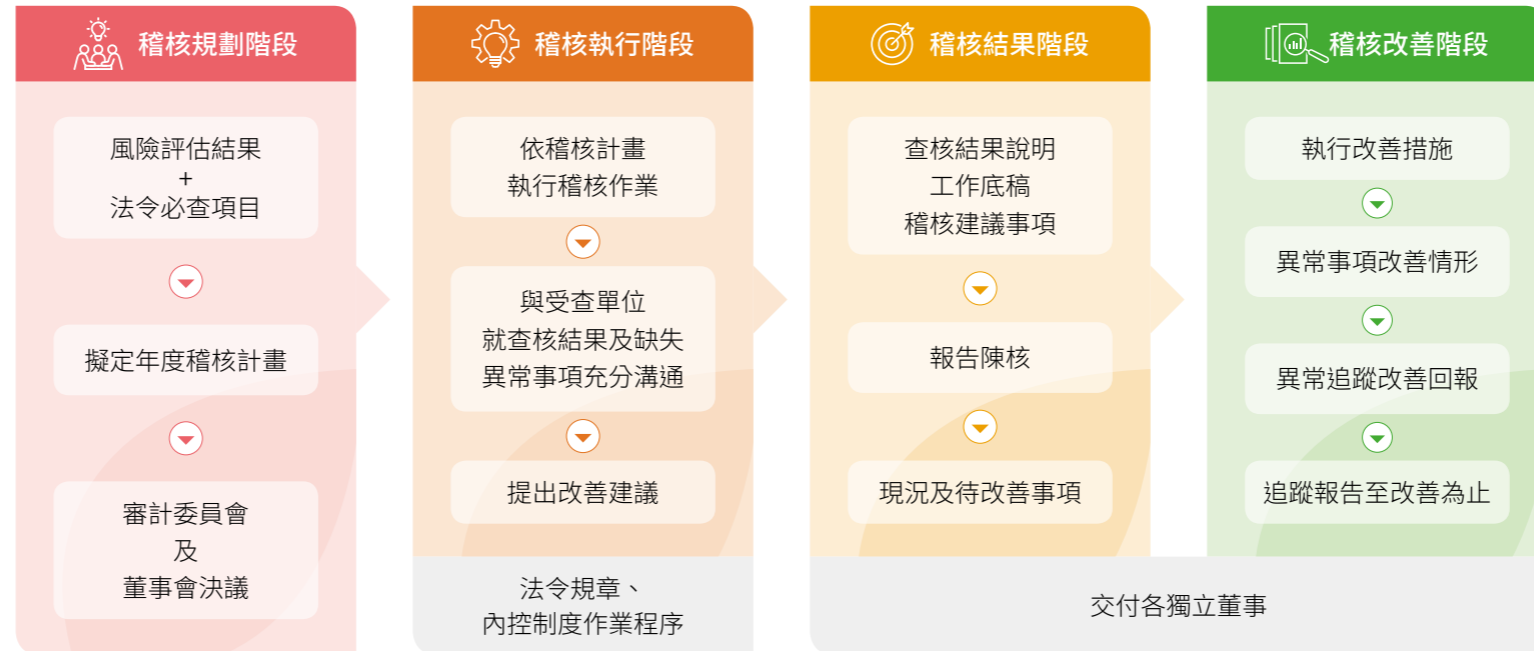 稽核規劃階段
風險評估結果
+
法令必查項目
擬定年度稽核計畫
審計委員會
及
董事會決議
稽核執行階段
依稽核計畫
執行稽核作業
與受查單位
就查核結果及缺失
異常事項充分溝通
提出改善建議
法令規章、
內控制度作業程序
稽核結果階段
查核結果說明
工作底稿
稽核建議事項
報告陳核
現況及待改善事項
稽核改善階段
執行改善措施
異常事項改善情形
異常追蹤改善回報
追蹤報告至改善為止
交付各獨立董事